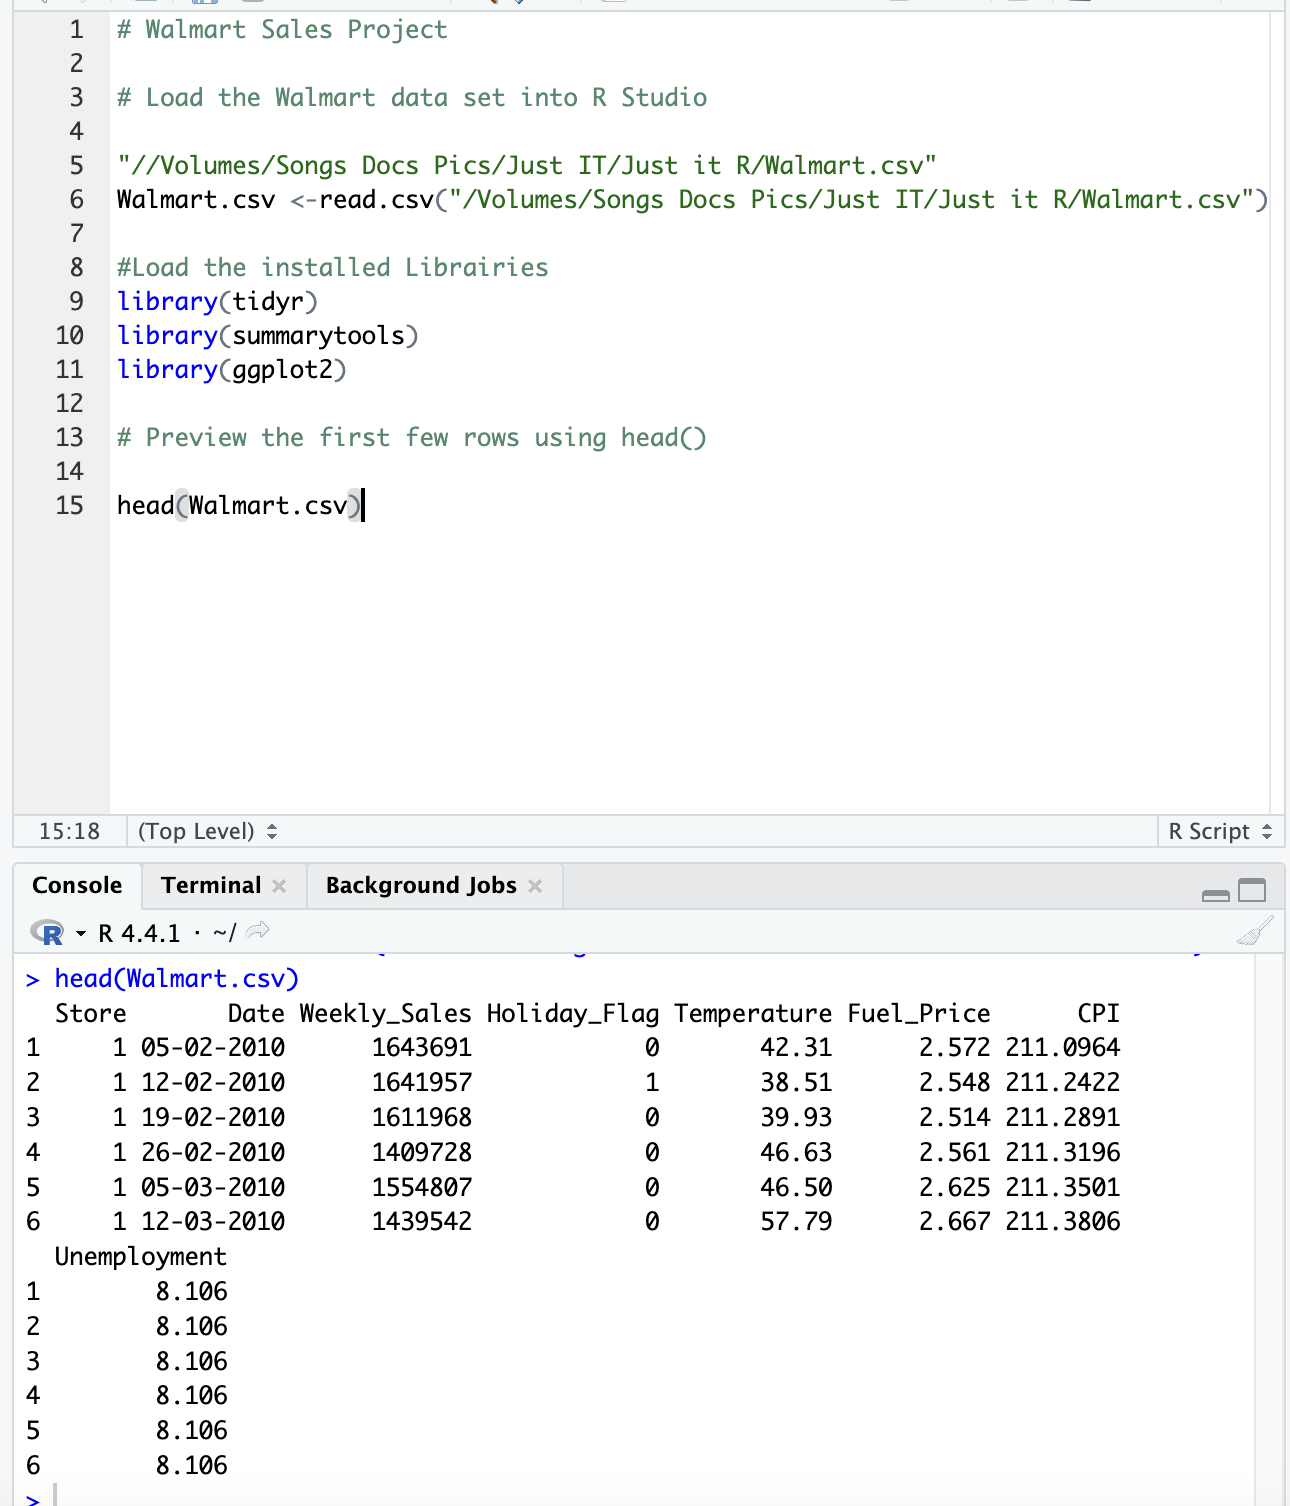 1 # Walmart Sales Project
2
3 # Load the Walmart data set into R Studio
4
5 "//Volumes/Songs Docs Pics/Just IT/Just it R/Walmart.csv"
6 Walmart.csv <-read.csv("/Volumes/Songs Docs Pics/Just IT/Just it R/Walmart.csv")
7
8 #Load the installed Librairies
9 library(tidyr)
10 library(summarytools)
11 library(ggplot2)
12
13 # Preview the first few rows using head()
14
15 head(Walmart.csv)
15:18 (Top Level) R Script
Console Terminal Background Jobs
R 4.4.1 · ~/
> head(Walmart.csv)
  Store       Date Weekly_Sales Holiday_Flag Temperature Fuel_Price      CPI
1     1 05-02-2010      1643691            0       42.31      2.572 211.0964
2     1 12-02-2010      1641957            1       38.51      2.548 211.2422
3     1 19-02-2010      1611968            0       39.93      2.514 211.2891
4     1 26-02-2010      1409728            0       46.63      2.561 211.3196
5     1 05-03-2010      1554807            0       46.50      2.625 211.3501
6     1 12-03-2010      1439542            0       57.79      2.667 211.3806
  Unemployment
1        8.106
2        8.106
3        8.106
4        8.106
5        8.106
6        8.106
>